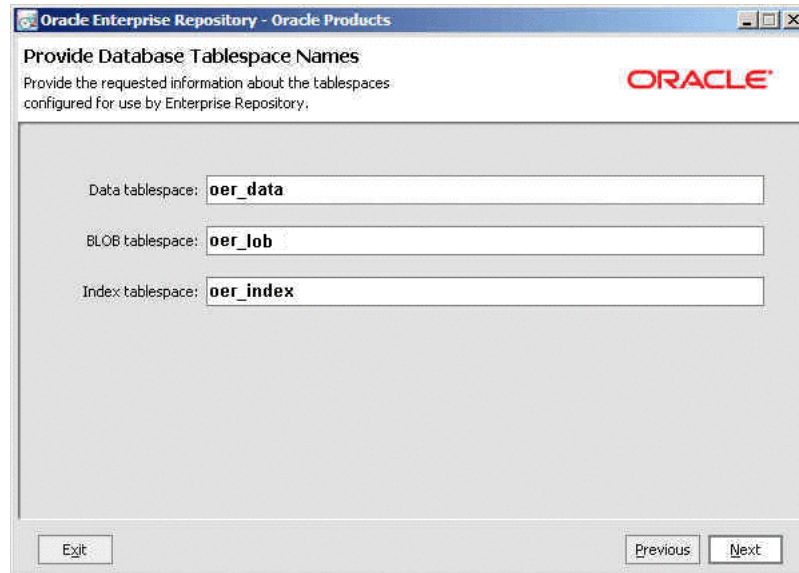 Oracle Enterprise Repository - Oracle Products
Provide Database Tablespace Names
Provide the requested information about the tablespaces
configured for use by Enterprise Repository.
ORACLE
Data tablespace: oer_data
BLOB tablespace: oer_lob
Index tablespace: oer_index
Exit
Previous
Next